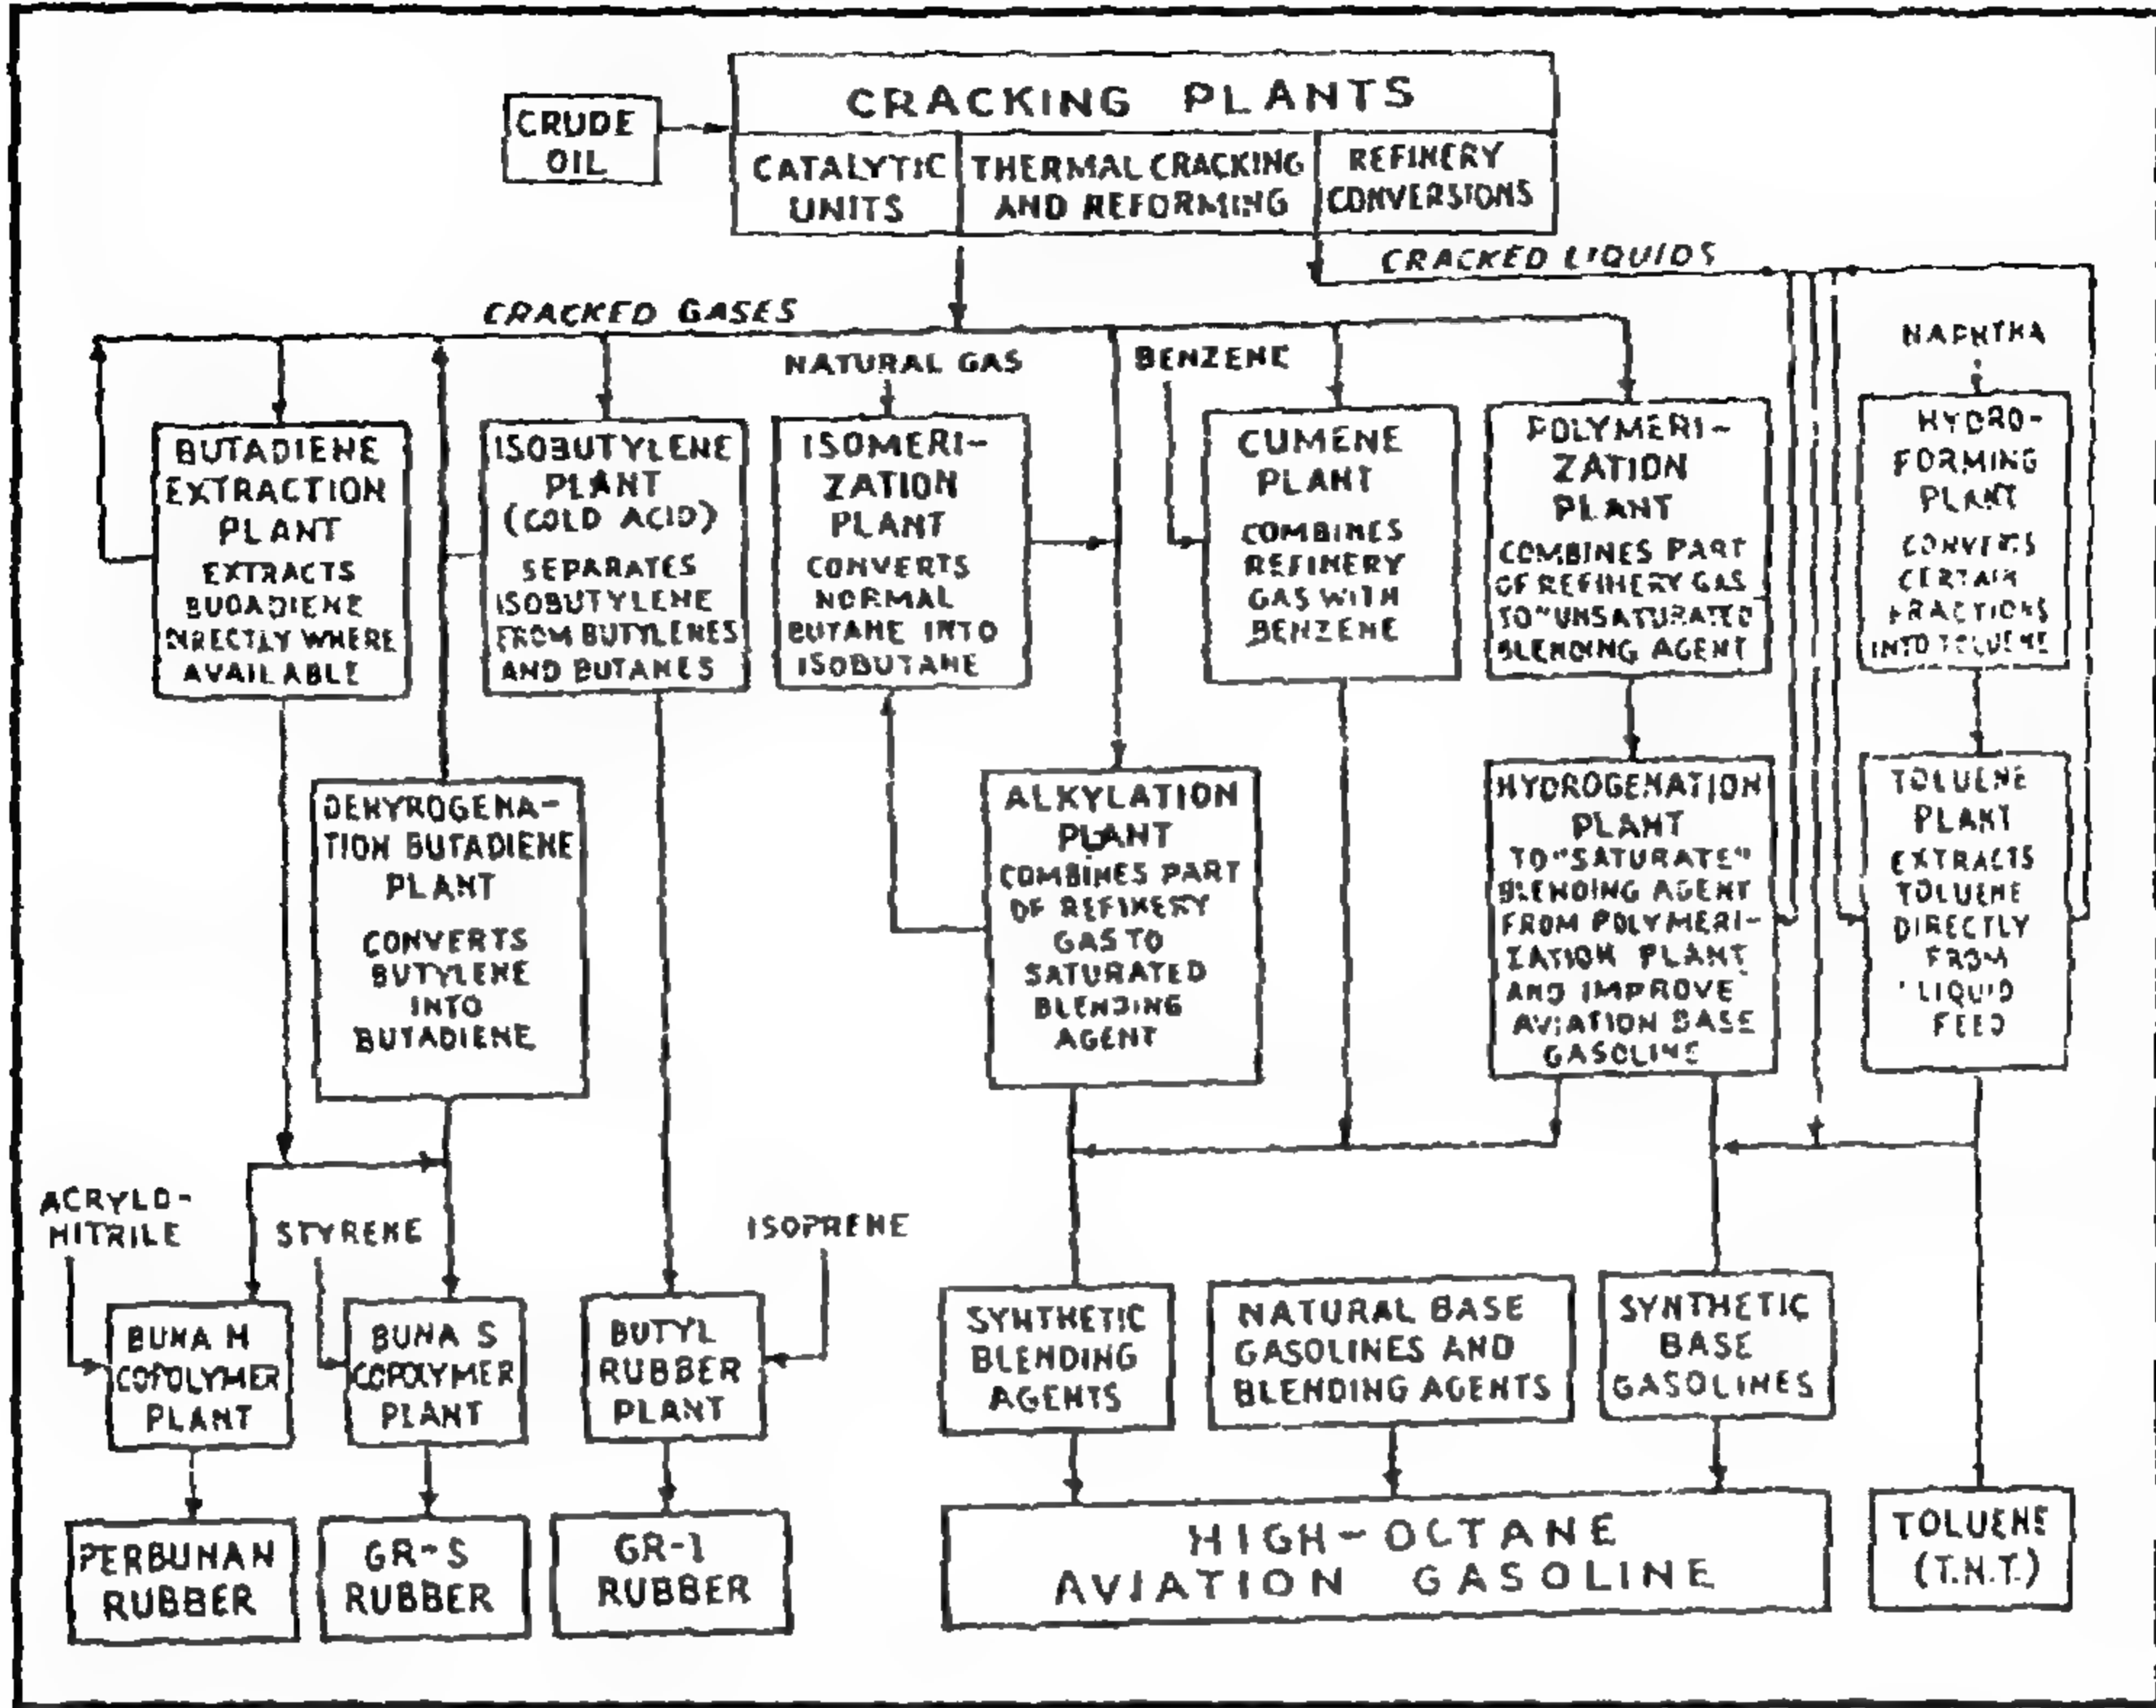 CRACKING PLANTS
CRUDE
OIL
CATALYTIC
UNITS
THERMAL CRACKING
AND REFORMING
REFINERY
CONVERSIONS
CRACKED LIQUIDS
CRACKED GASES
NATURAL GAS
BENZENE
NAPHTHA
BUTADIENE
EXTRACTION
PLANT
EXTRACTS
BUOADIENE
DIRECTLY WHERE
AVAILABLE
ISOBUTYLENE
PLANT
(COLD ACID)
SEPARATES
ISOBUTYLENE
FROM BUTYLENES
AND BUTANES
ISOMERI-
ZATION
PLANT
CONVERTS
NORMAL
BUTANE INTO
ISOBUTANE
CUMENE
PLANT
COMBINES
REFINERY
GAS WITH
BENZENE
POLYMERI-
ZATION
PLANT
COMBINES PART
OF REFINERY GAS
TO "UNSATURATED
BLENDING AGENT
HYDRO-
FORMING
PLANT
CONVERTS
CERTAIN
FRACTIONS
INTO TOLUENE
DEHYROGENA-
TION BUTADIENE
PLANT
CONVERTS
BUTYLENE
INTO
BUTADIENE
ALKYLATION
PLANT
COMBINES PART
OF REFINERY
GAS TO
SATURATED
BLENDING
AGENT
HYDROGENATION
PLANT
TO "SATURATE"
BLENDING AGENT
FROM POLYMERI-
ZATION PLANT
AND IMPROVE
AVIATION BASE
GASOLINE
TOLUENE
PLANT
EXTRACTS
TOLUENE
DIRECTLY
FROM
LIQUID
FEED
ACRYLO-
NITRILE
STYRENE
ISOPRENE
BUNA N
COPOLYMER
PLANT
BUNA S
COPOLYMER
PLANT
BUTYL
RUBBER
PLANT
SYNTHETIC
BLENDING
AGENTS
NATURAL BASE
GASOLINES AND
BLENDING AGENTS
SYNTHETIC
BASE
GASOLINES
PERBUNAN
RUBBER
GR-S
RUBBER
GR-I
RUBBER
HIGH-OCTANE
AVIATION GASOLINE
TOLUENE
(T.N.T.)